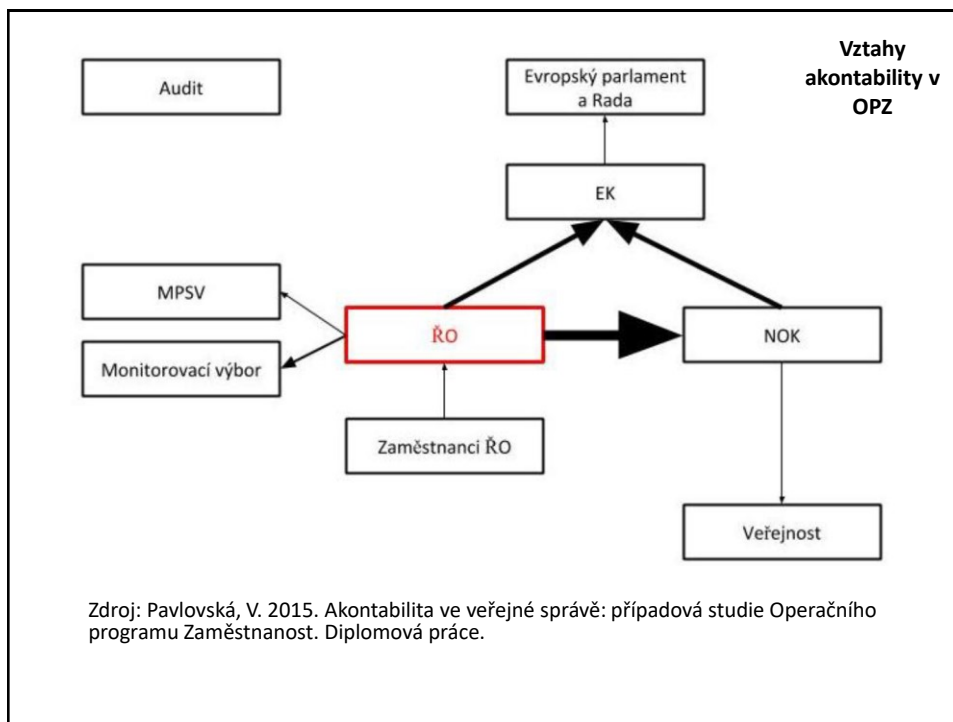 Vztahy
akontability v
OPZ
Audit
Evropský parlament
a Rada
EK
MPSV
ŘO
NOK
Monitorovací výbor
Zaměstnanci ŘO
Veřejnost
Zdroj: Pavlovská, V. 2015. Akontabilita ve veřejné správě: případová studie Operačního
programu Zaměstnanost. Diplomová práce.